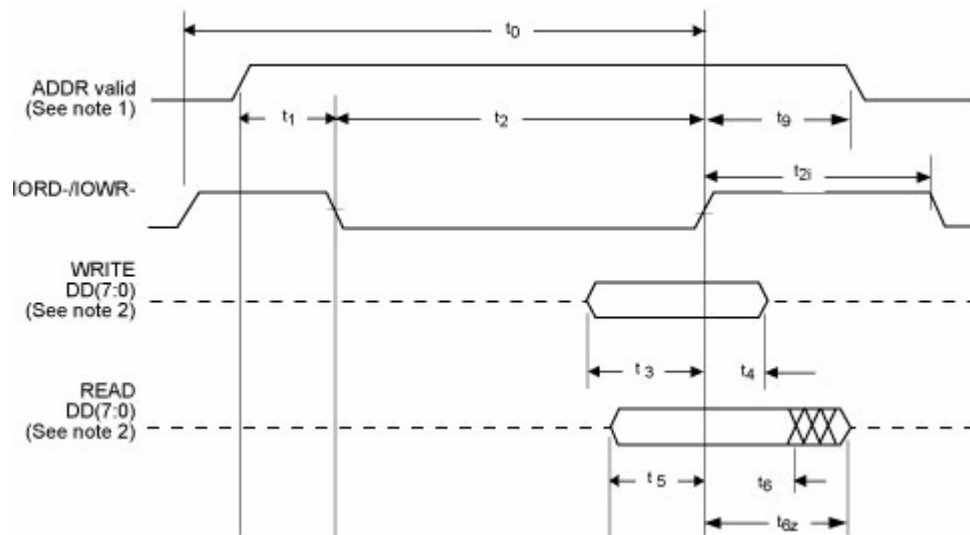 t0
ADDR valid
(See note 1)
t1
t2
t9
t2i
IORD-/IOWR-
WRITE
DD(7:0)
(See note 2)
t3
t4
READ
DD(7:0)
(See note 2)
t5
t6
t6z